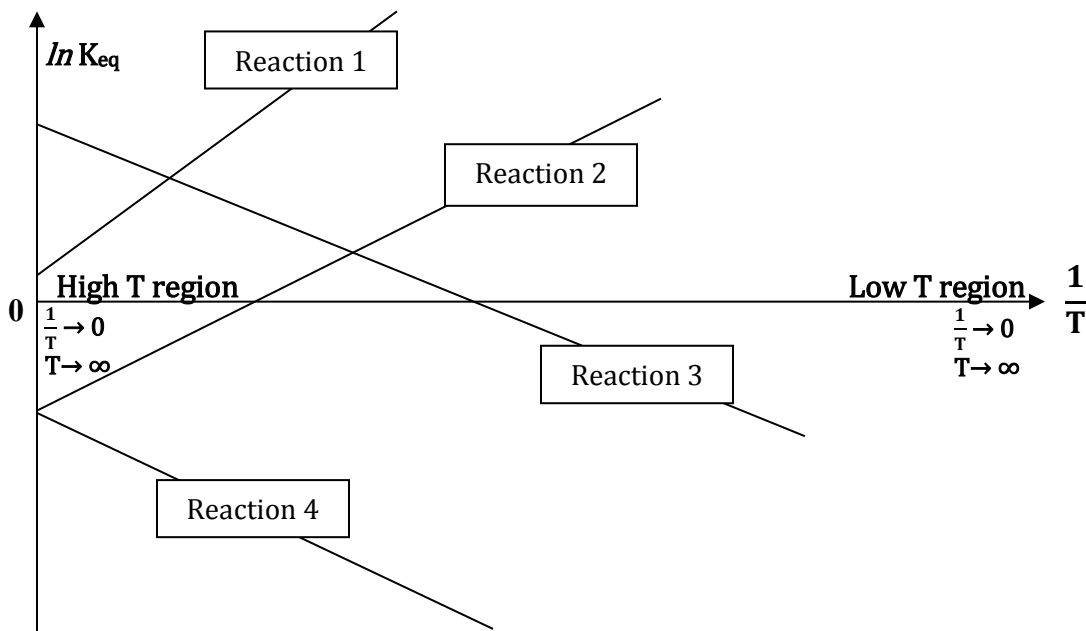 ln Keq
Reaction 1
Reaction 2
High T region
Low T region
1/T
0
1/T → 0
T→ ∞
1/T → 0
T→ ∞
Reaction 3
Reaction 4